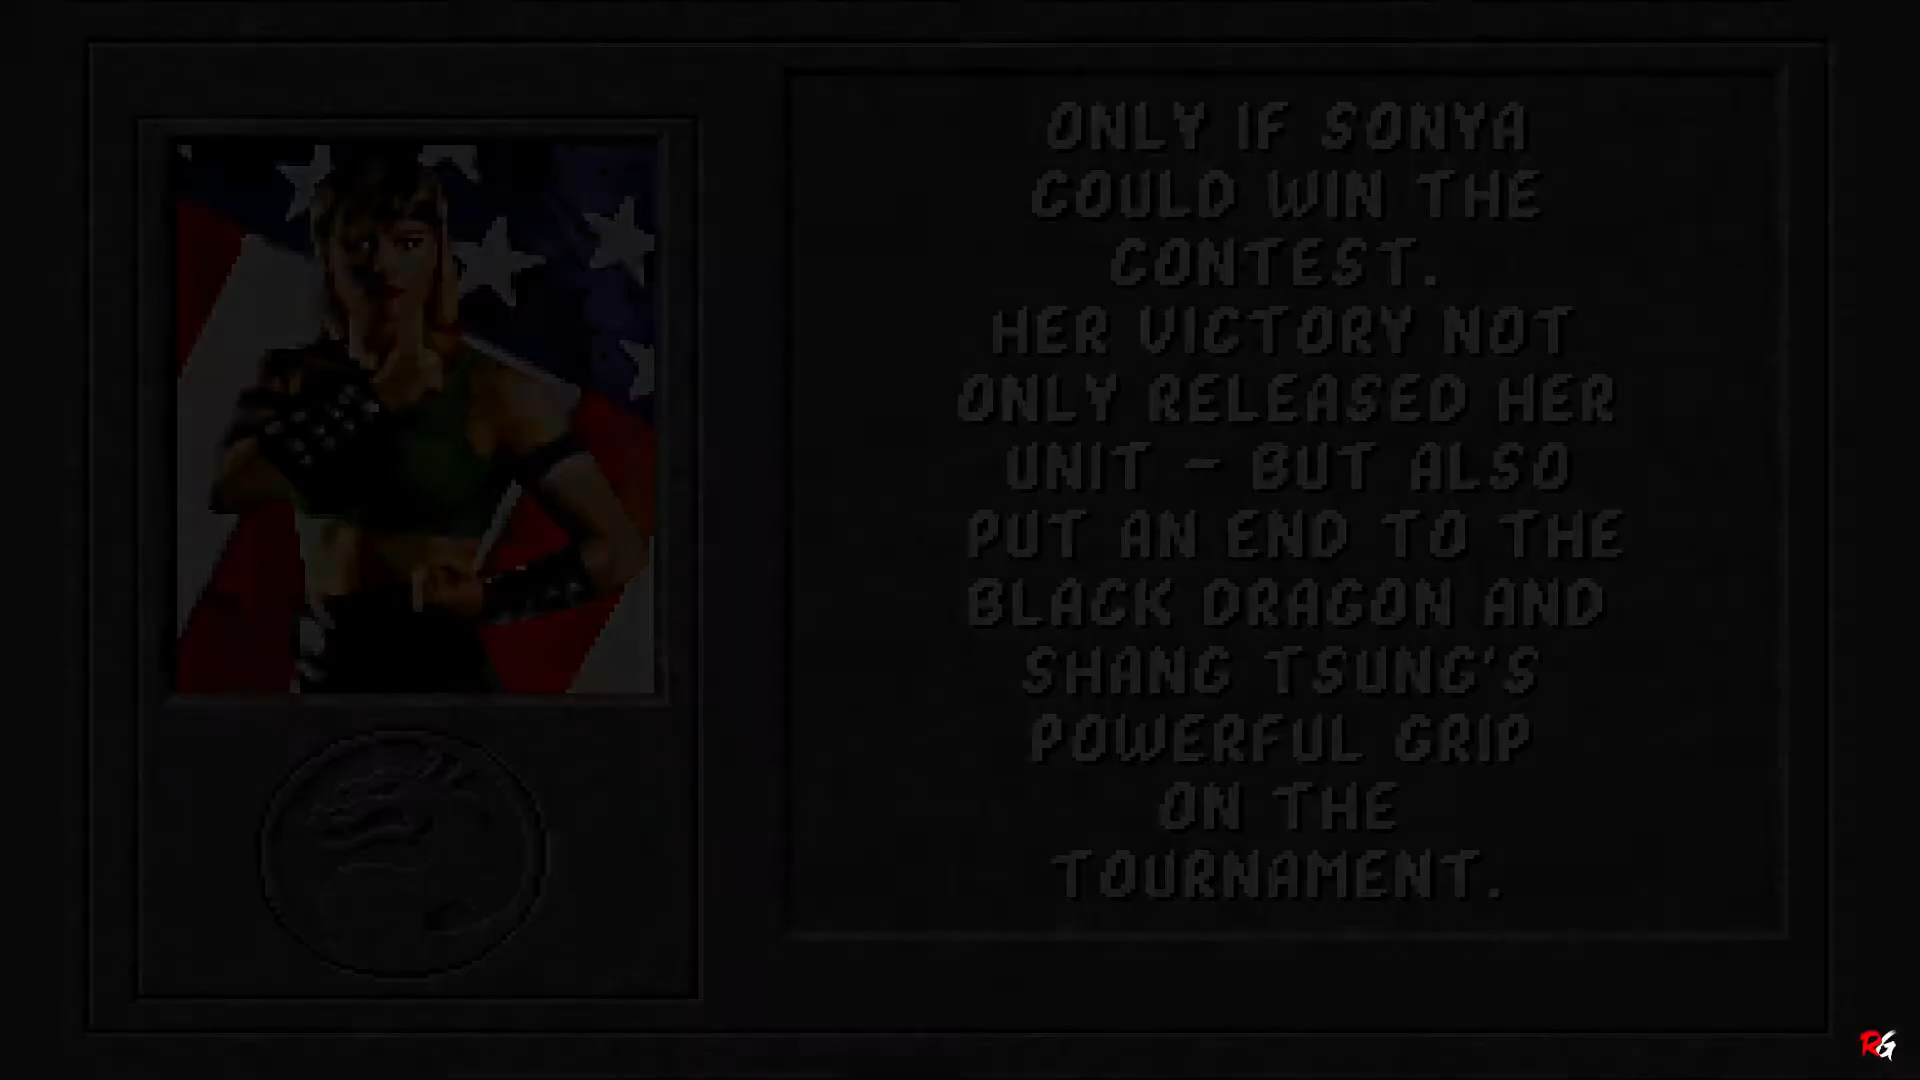 ONLY IF SONYA
COULD WIN THE
CONTEST.
HER VICTORY NOT
ONLY RELEASED HER
UNIT - BUT ALSO
PUT AN END TO THE
BLACK DRAGON AND
SHANG TSUNG'S
POWERFUL GRIP
ON THE
TOURNAMENT.
RG